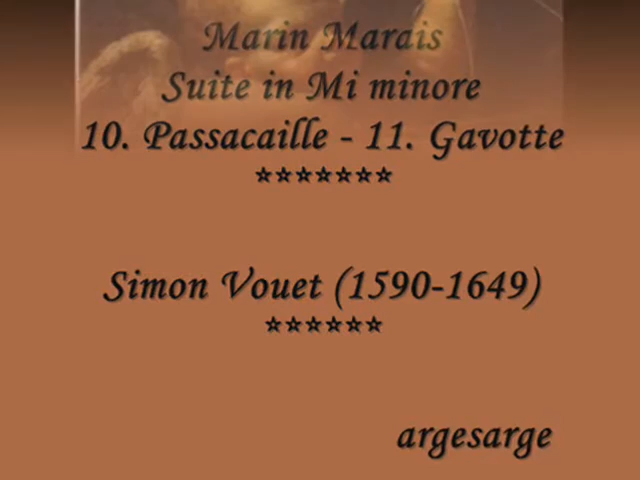 Marin Marais
Suite in Mi minore
10. Passacaille - 11. Gavotte
*******
Simon Vouet (1590-1649)
******
argesarge